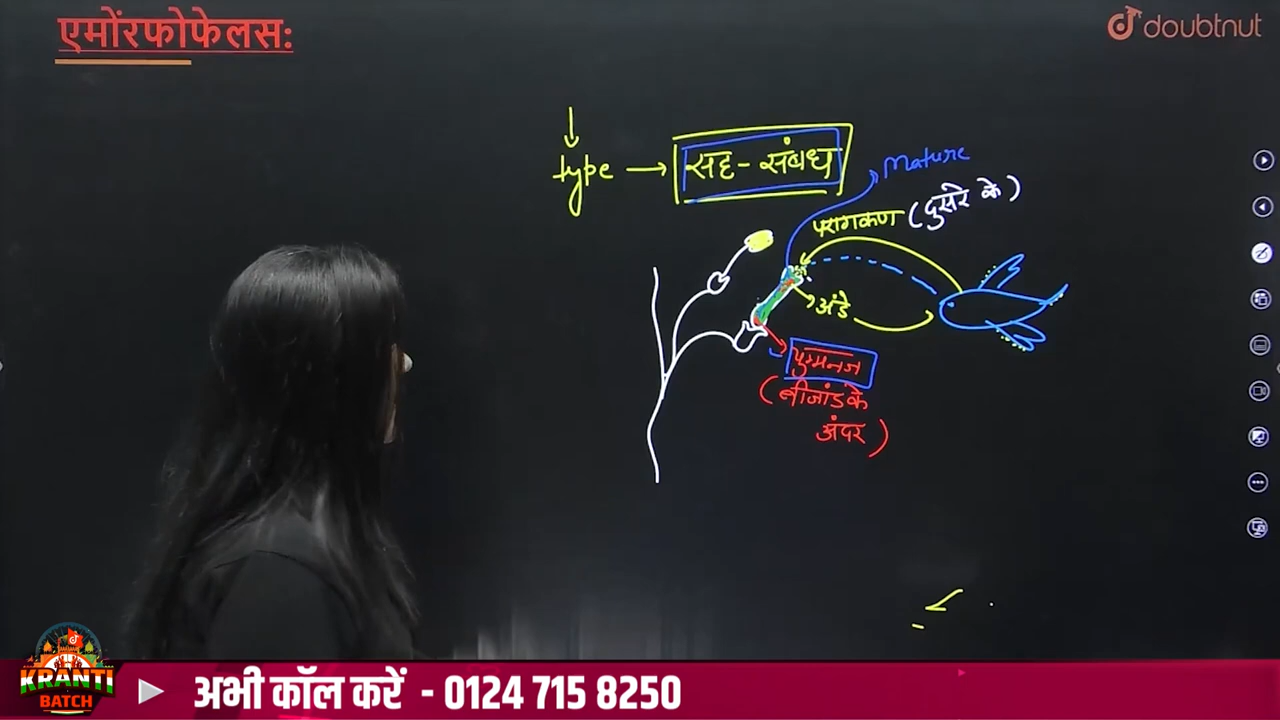 एमोंरफोफेलस:
doubtnut
type → सह-संबध
Mature
परागकण (दुसरे के)
अंडे
युग्मनज
(बीजांड के
अंदर)
KRANTI
BATCH
अभी कॉल करें - 0124 715 8250